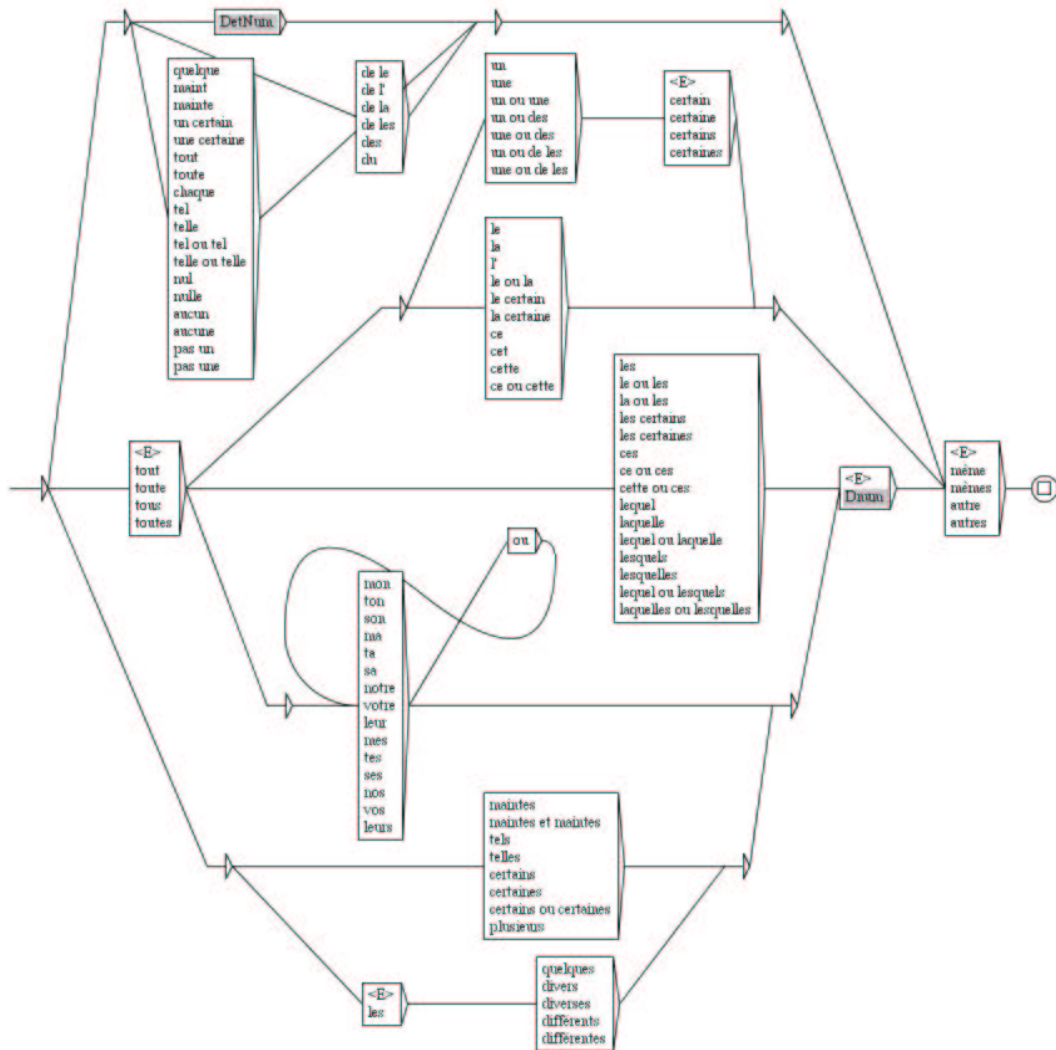 DetNum
quelque
maint
mainte
un certain
une certaine
tout
toute
chaque
tel
telle
tel ou tel
telle ou telle
nul
nulle
aucun
aucune
pas un
pas une
de le
de l'
de la
de les
des
du
un
une
un ou une
un ou des
une ou des
un ou de les
une ou de les
<E>
certain
certaine
certains
certaines
le
la
l'
le ou la
le certain
la certaine
ce
cet
cette
ce ou cette
<E>
tout
toute
tous
toutes
les
le ou les
la ou les
les certains
les certaines
ces
ce ou ces
cette ou ces
lequel
laquelle
lequel ou laquelle
lesquels
lesquelles
lequel ou lesquels
laquelles ou lesquelles
<E>
Dnum
<E>
même
mêmes
autre
autres
ou
mon
ton
son
ma
ta
sa
notre
votre
leur
mes
tes
ses
nos
vos
leurs
maintes
maintes et maintes
tels
telles
certains
certaines
certains ou certaines
plusieurs
<E>
les
quelques
divers
diverses
différents
différentes